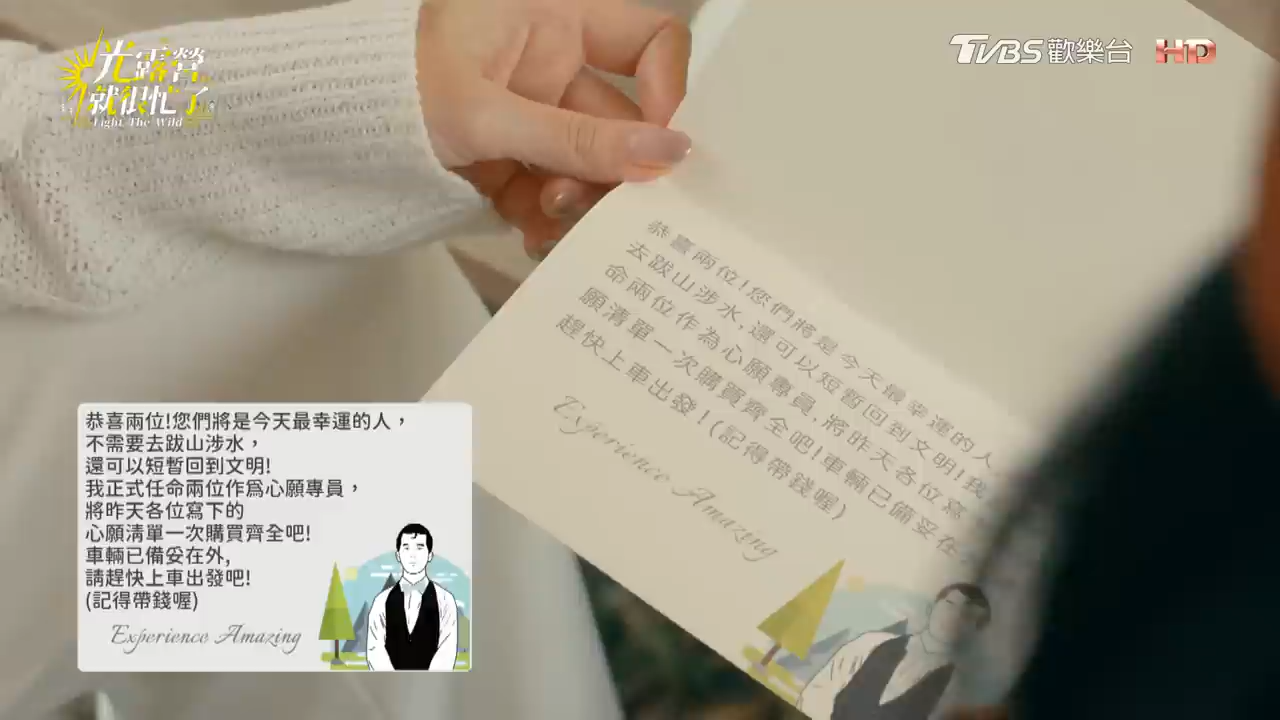 光露營
就很忙了
Light The Wild
TVBS歡樂台 HD
恭喜兩位!您們將是今天最幸運的人
去跋山涉水,還可以短暫回到文明!我
命兩位作為心願專員,將昨天各位寫
願清單一次購買齊全吧!車輛已備妥在
趕快上車出發!(記得帶錢喔)
Experience Amazing
恭喜兩位!您們將是今天最幸運的人，
不需要去跋山涉水，
還可以短暫回到文明!
我正式任命兩位作爲心願專員，
將昨天各位寫下的
心願清單一次購買齊全吧!
車輛已備妥在外,
請趕快上車出發吧!
(記得帶錢喔)
Experience Amazing